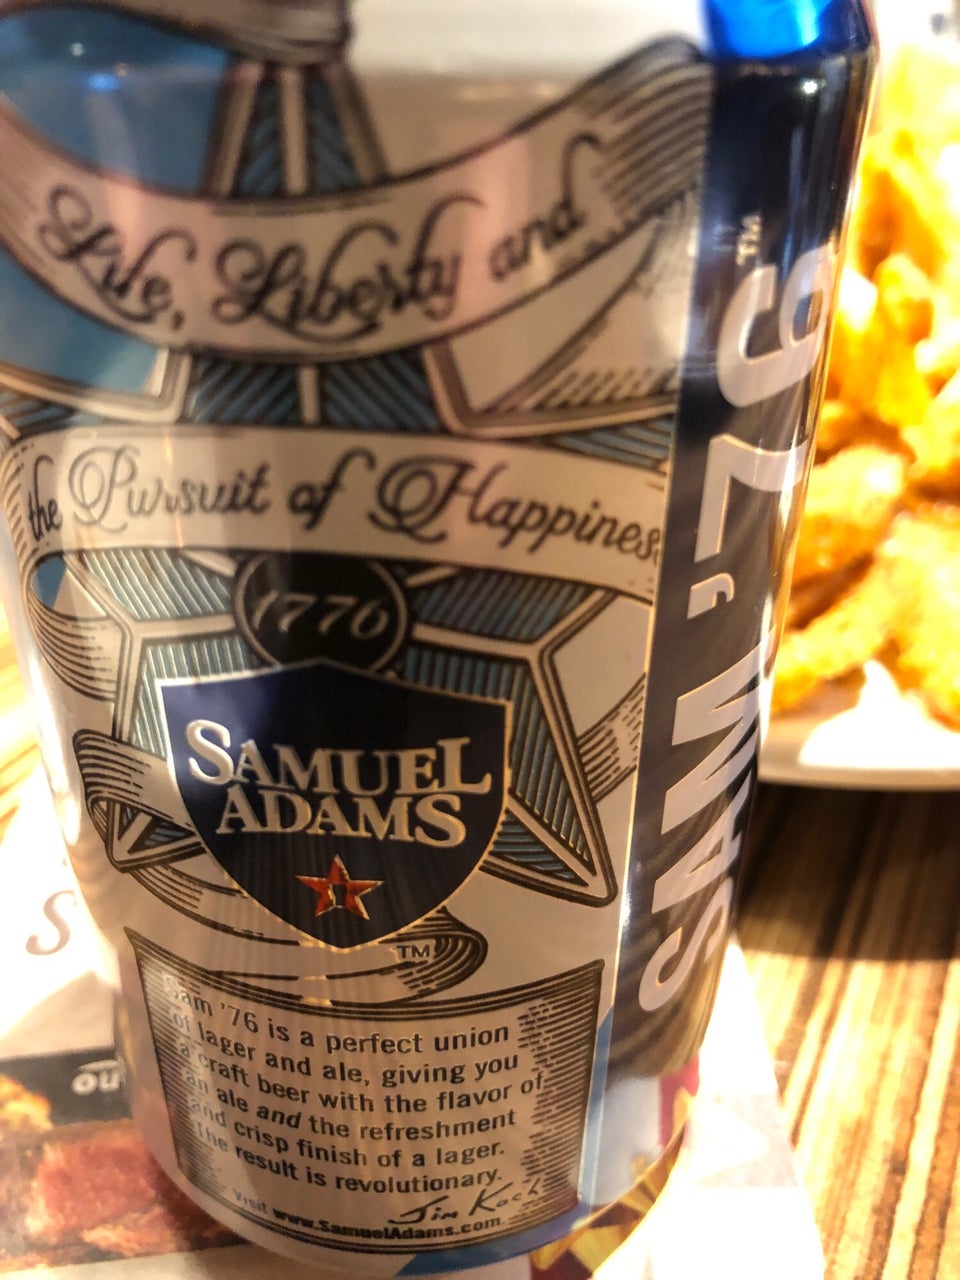 Life, Liberty and
the Pursuit of Happiness
1776
SAMUEL
ADAMS
TM
SAM '76
TM
Sam '76 is a perfect union
of lager and ale, giving you
a craft beer with the flavor of
an ale and the refreshment
and crisp finish of a lager.
The result is revolutionary.
Jim Koch
Visit www.SamuelAdams.com.
ou
S